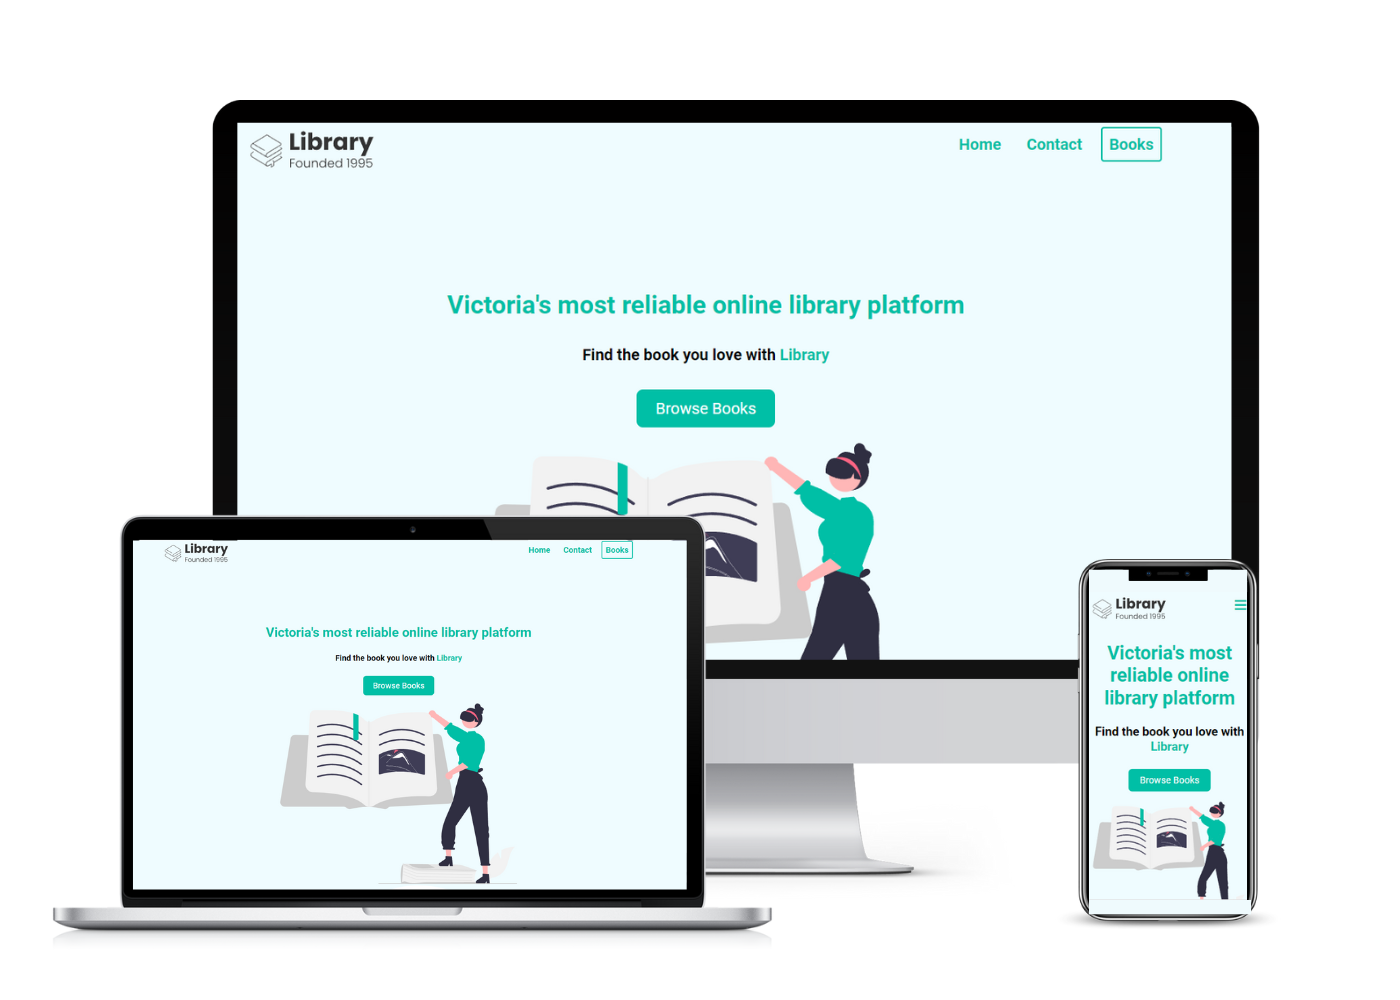 Library
Founded 1995
Home Contact Books
Victoria's most reliable online library platform
Find the book you love with Library
Browse Books
Library
Founded 1995
Home Contact Books
Victoria's most reliable online library platform
Find the book you love with Library
Browse Books
Library
Founded 1995
Victoria's most
reliable online
library platform
Find the book you love with
Library
Browse Books